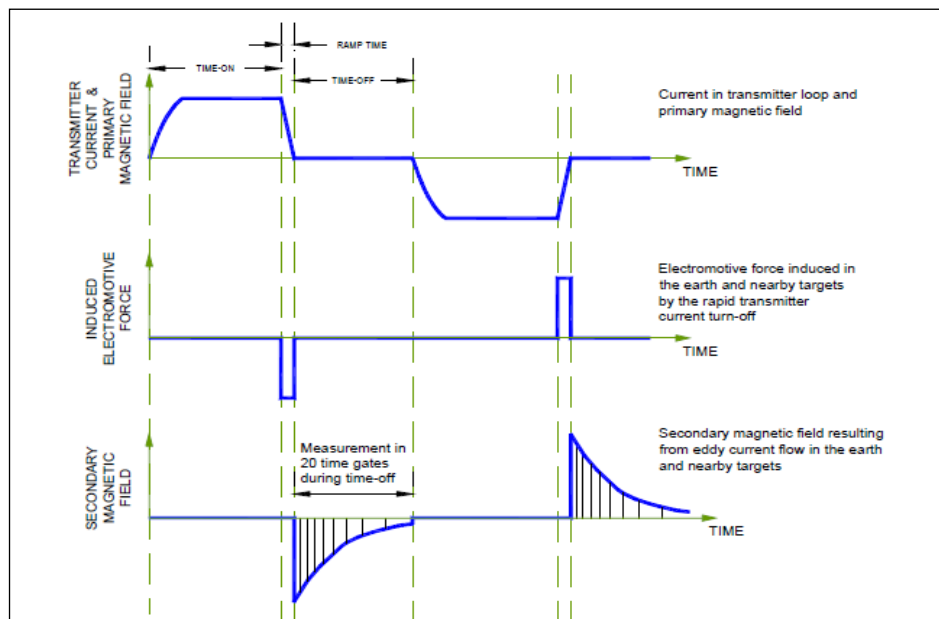 RAMP TIME
TIME-ON
TIME-OFF
TRANSMITTER
CURRENT &
PRIMARY
MAGNETIC FIELD
Current in transmitter loop and
primary magnetic field
TIME
INDUCED
ELECTROMOTIVE
FORCE
Electromotive force induced in
the earth and nearby targets
by the rapid transmitter
current turn-off
TIME
SECONDARY
MAGNETIC
FIELD
Measurement in
20 time gates
during time-off
Secondary magnetic field resulting
from eddy current flow in the earth
and nearby targets
TIME